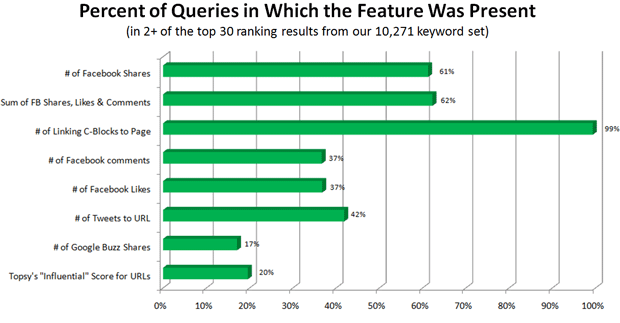 Percent of Queries in Which the Feature Was Present
(in 2+ of the top 30 ranking results from our 10,271 keyword set)
# of Facebook Shares 61%
Sum of FB Shares, Likes & Comments 62%
# of Linking C-Blocks to Page 99%
# of Facebook comments 37%
# of Facebook Likes 37%
# of Tweets to URL 42%
# of Google Buzz Shares 17%
Topsy's "Influential" Score for URLs 20%
0% 10% 20% 30% 40% 50% 60% 70% 80% 90% 100%